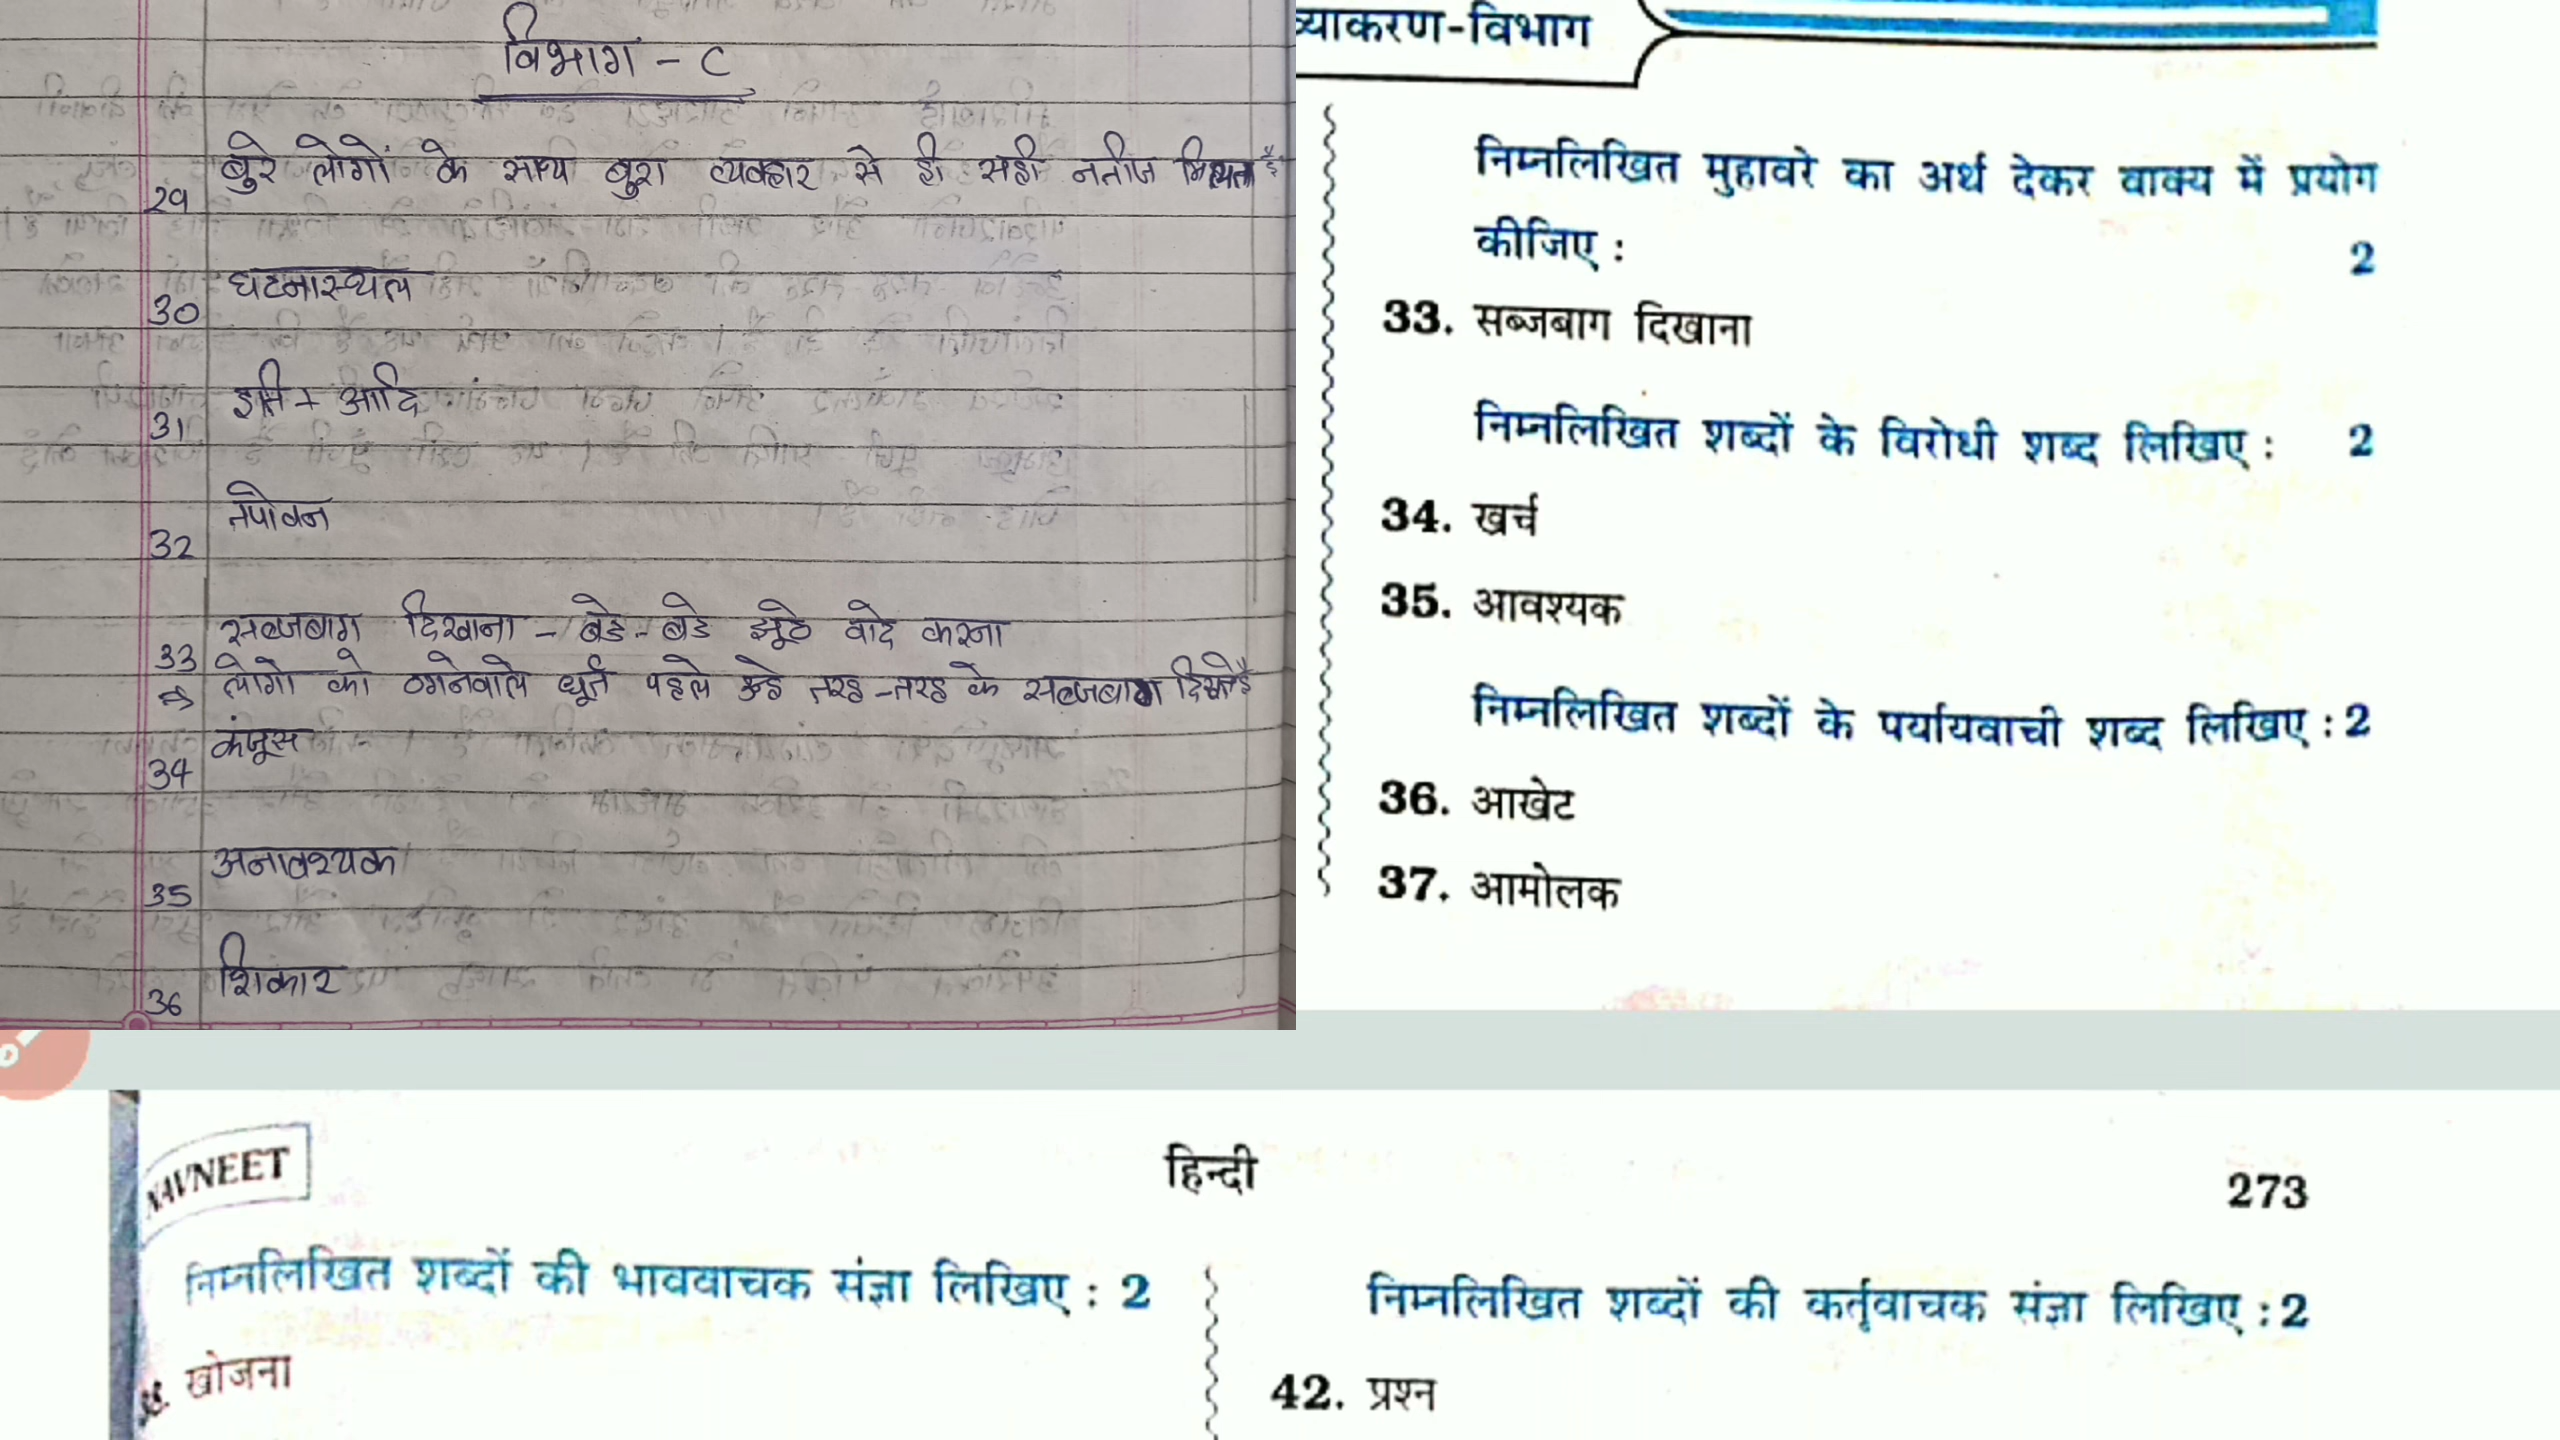 विभाग - C
29 बुरे लोगों के साथ बुरा व्यवहार से ही सही नतीज मिलता है
30 घटनास्थल
31 इति + आदि
32 तपोवन
33 सब्जबाग दिखाना - बडे-बडे झूठे वादे करना
⇒ लोगो को ठगनेवाले धूर्त पहले उन्हे तरह-तरह के सब्जबाग दिखाते है
34 कंजूस
35 अनावश्यक
36 शिकार
व्याकरण-विभाग
निम्नलिखित मुहावरे का अर्थ देकर वाक्य में प्रयोग
कीजिए : 2
33. सब्जबाग दिखाना
निम्नलिखित शब्दों के विरोधी शब्द लिखिए : 2
34. खर्च
35. आवश्यक
निम्नलिखित शब्दों के पर्यायवाची शब्द लिखिए : 2
36. आखेट
37. आमोलक
NAVNEET
हिन्दी
273
निम्नलिखित शब्दों की भाववाचक संज्ञा लिखिए : 2
खोजना
निम्नलिखित शब्दों की कर्तृवाचक संज्ञा लिखिए : 2
42. प्रश्न